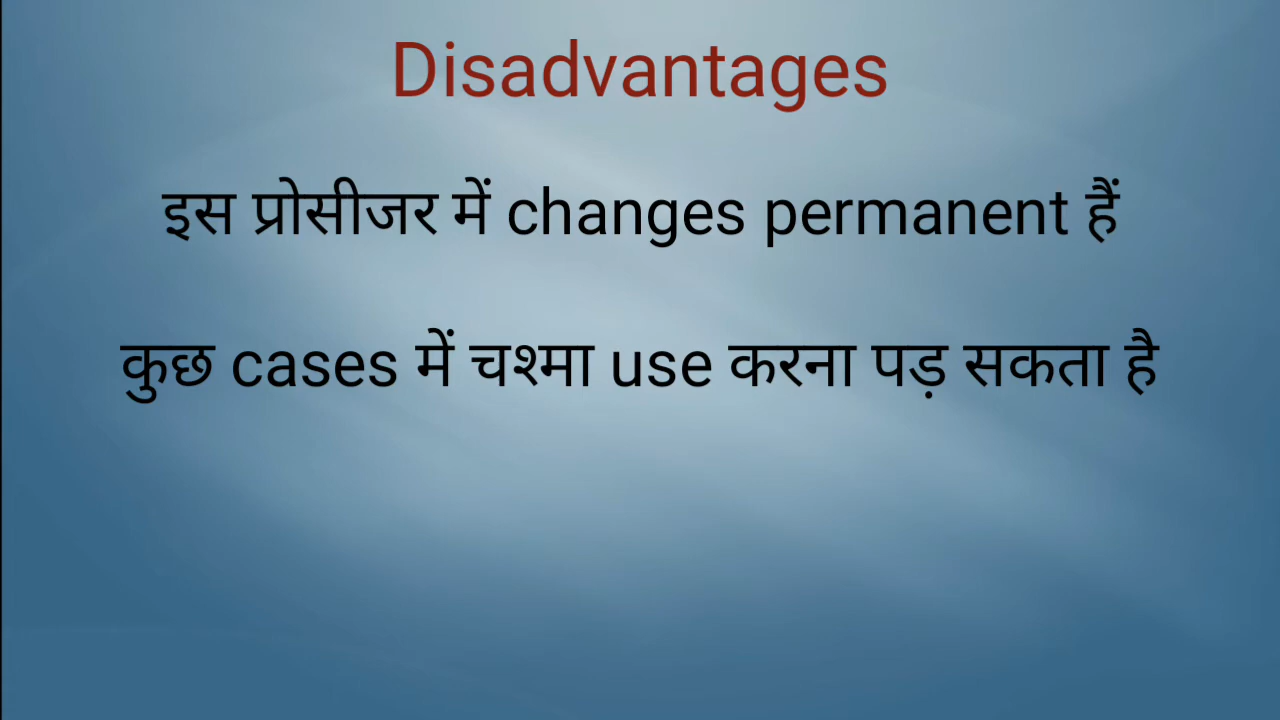 Disadvantages
इस प्रोसीजर में changes permanent हैं
कुछ cases में चश्मा use करना पड़ सकता है